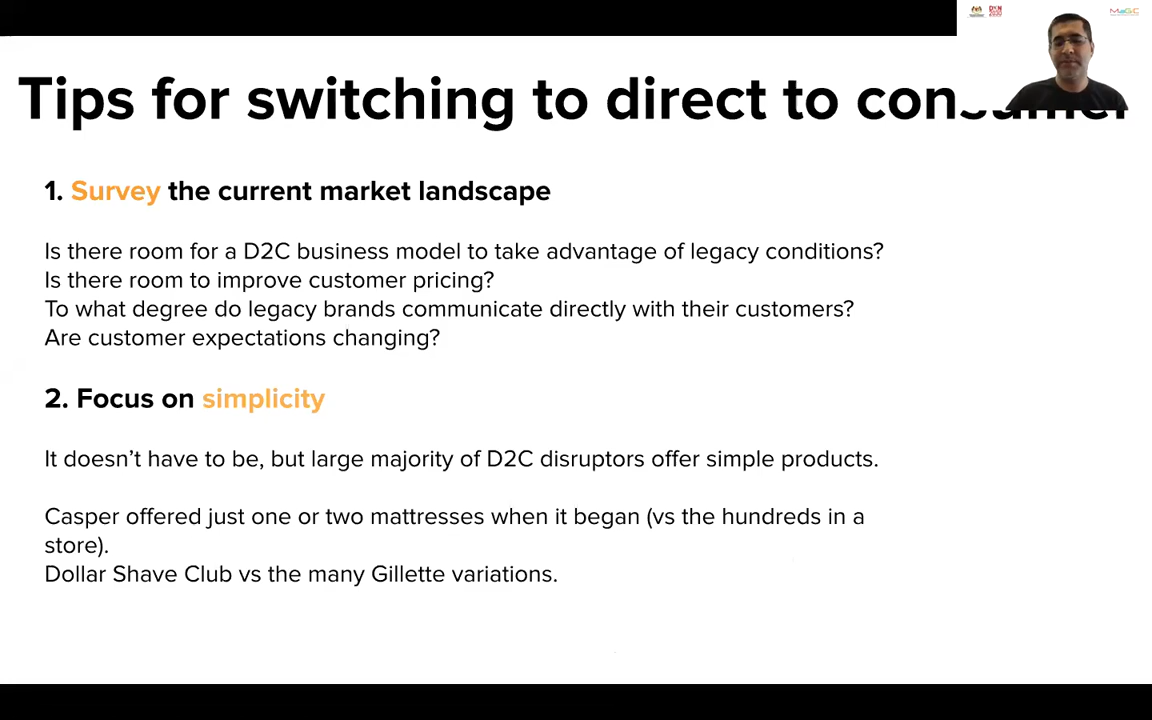 Tips for switching to direct to consumer
1. Survey the current market landscape
Is there room for a D2C business model to take advantage of legacy conditions?
Is there room to improve customer pricing?
To what degree do legacy brands communicate directly with their customers?
Are customer expectations changing?
2. Focus on simplicity
It doesn’t have to be, but large majority of D2C disruptors offer simple products.
Casper offered just one or two mattresses when it began (vs the hundreds in a
store).
Dollar Shave Club vs the many Gillette variations.
MaGIC